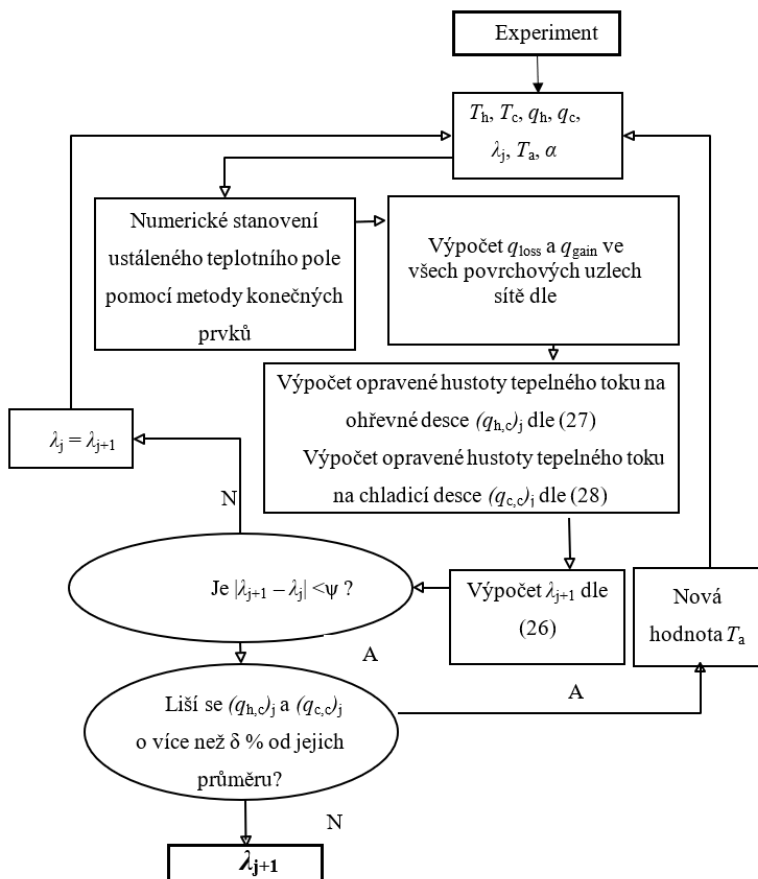 Experiment
T_h, T_c, q_h, q_c,
λ_j, T_a, α
Numerické stanovení
ustáleného teplotního pole
pomocí metody konečných
prvků
Výpočet q_loss a q_gain ve
všech povrchových uzlech
sítě dle
Výpočet opravené hustoty tepelného toku na
ohřevné desce (q_h,c)_j dle (27)
Výpočet opravené hustoty tepelného toku
na chladicí desce (q_c,c)_j dle (28)
λ_j = λ_j+1
N
Je |λ_j+1 – λ_j| <ψ ?
Výpočet λ_j+1 dle
(26)
Nová
hodnota T_a
A
Liší se (q_h,c)_j a (q_c,c)_j
o více než δ % od jejich
průměru?
A
N
λ_j+1